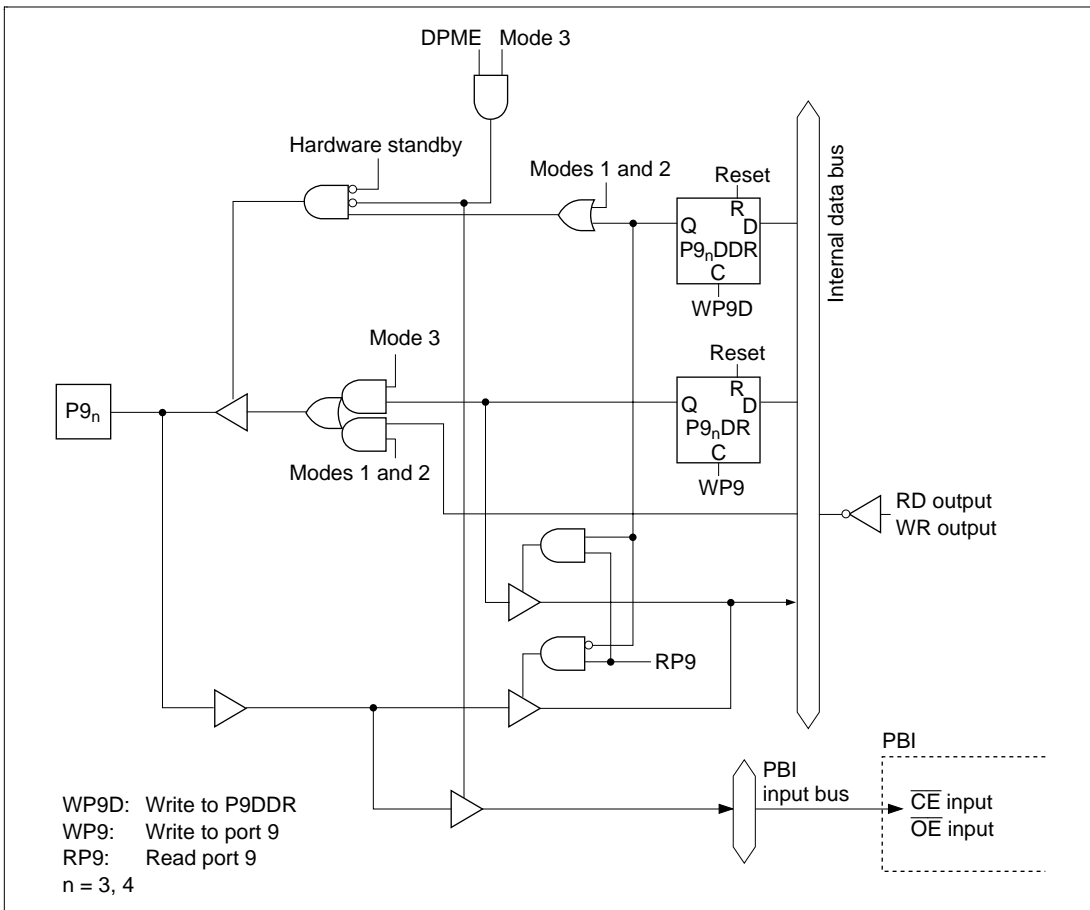 DPME Mode 3
Hardware standby
Modes 1 and 2
Reset
R
Q D
P9nDDR
C
WP9D
Internal data bus
Mode 3
Reset
R
Q D
P9nDR
C
WP9
P9n
Modes 1 and 2
RD output
WR output
RP9
PBI
PBI
input bus
CE input
OE input
WP9D: Write to P9DDR
WP9: Write to port 9
RP9: Read port 9
n = 3, 4